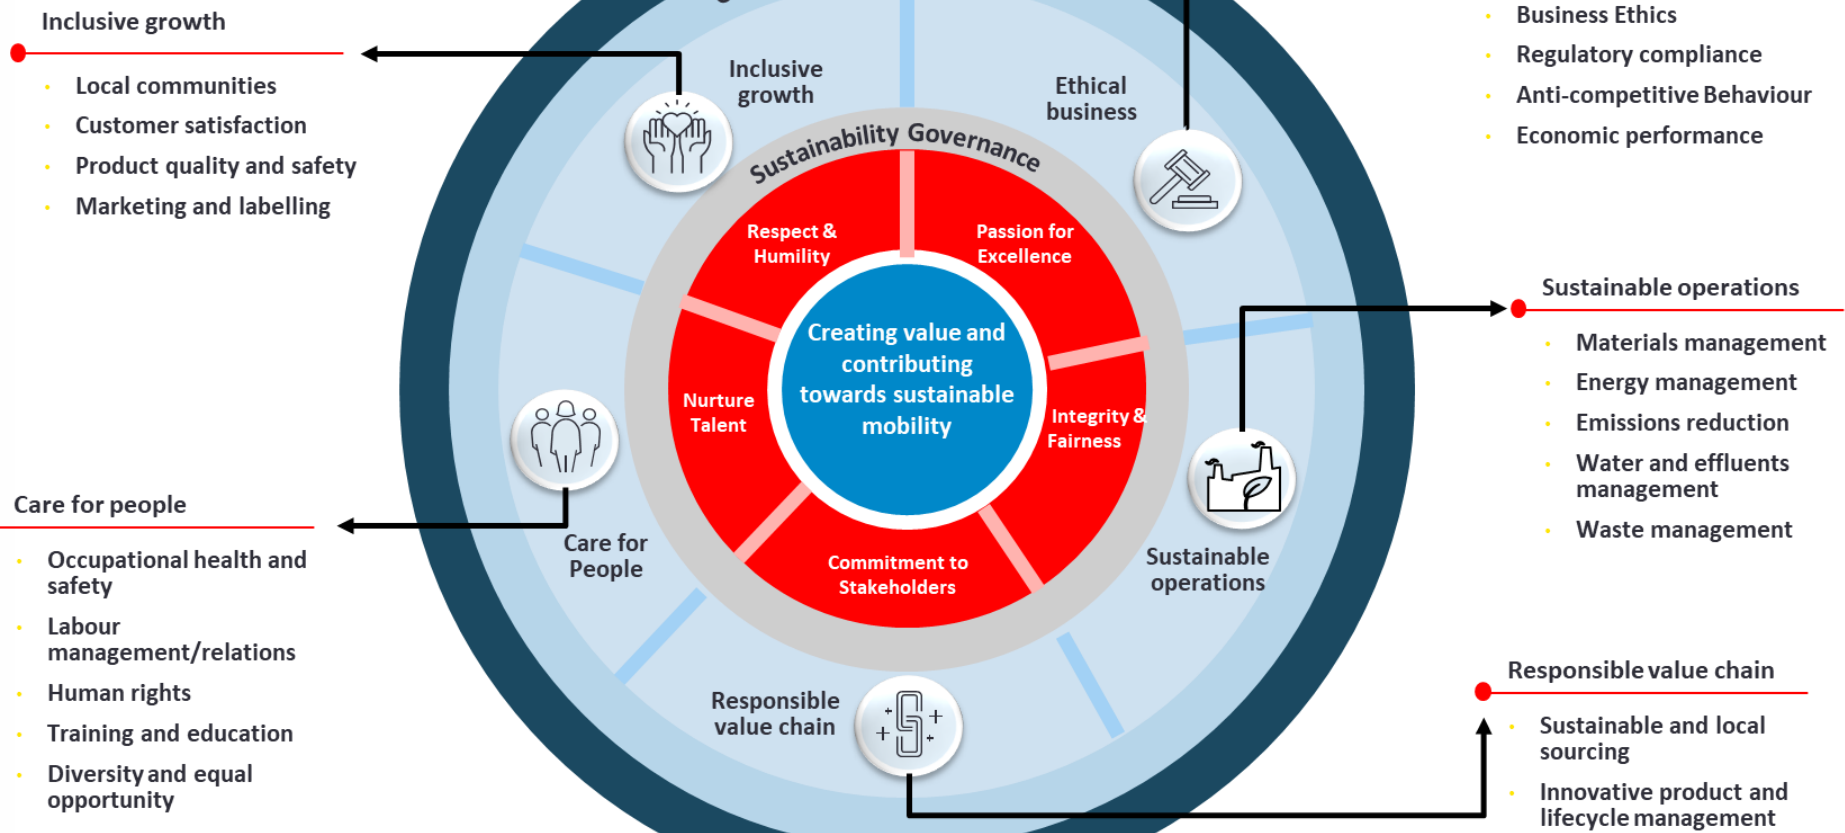 Inclusive growth
Local communities
Customer satisfaction
Product quality and safety
Marketing and labelling
Care for people
Occupational health and
safety
Labour
management/relations
Human rights
Training and education
Diversity and equal
opportunity
Inclusive
growth
Ethical
business
Sustainability Governance
Respect &
Humility
Passion for
Excellence
Creating value and
contributing
towards sustainable
mobility
Nurture
Talent
Integrity &
Fairness
Commitment to
Stakeholders
Care for
People
Sustainable
operations
Responsible
value chain
Business Ethics
Regulatory compliance
Anti-competitive Behaviour
Economic performance
Sustainable operations
Materials management
Energy management
Emissions reduction
Water and effluents
management
Waste management
Responsible value chain
Sustainable and local
sourcing
Innovative product and
lifecycle management